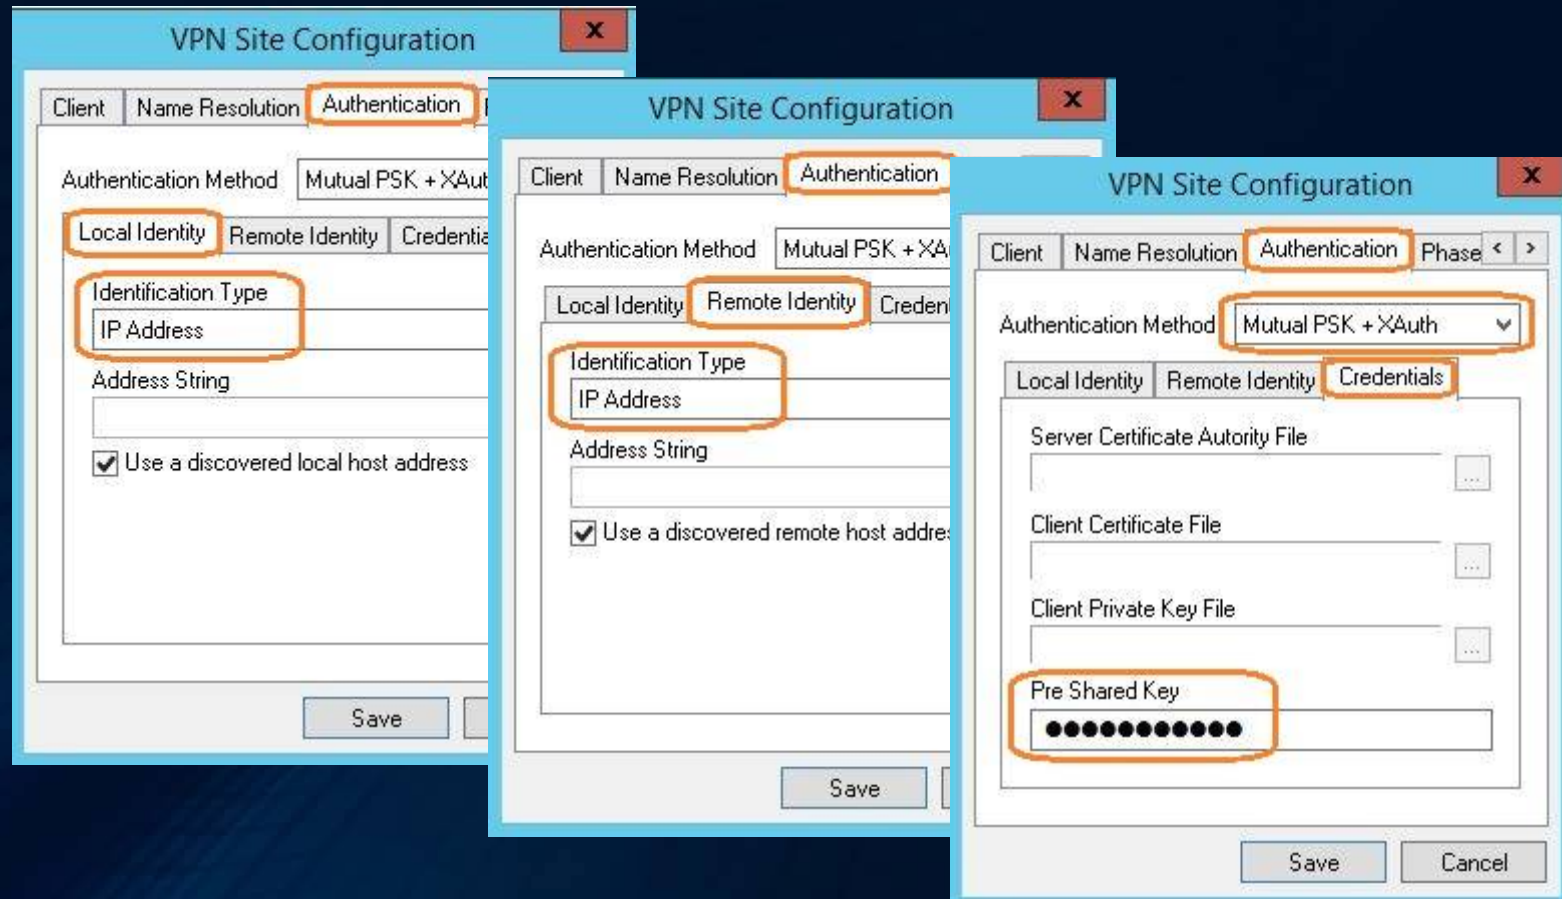 VPN Site Configuration
x
Client Name Resolution Authentication
Authentication Method Mutual PSK + XAut
Local Identity Remote Identity Credentia
Identification Type
IP Address
Address String
Use a discovered local host address
Save
VPN Site Configuration
x
Client Name Resolution Authentication
Authentication Method Mutual PSK + XA
Local Identity Remote Identity Creden
Identification Type
IP Address
Address String
Use a discovered remote host addre
Save
VPN Site Configuration
x
Client Name Resolution Authentication Phase < >
Authentication Method Mutual PSK + XAuth
Local Identity Remote Identity Credentials
Server Certificate Autority File
...
Client Certificate File
...
Client Private Key File
...
Pre Shared Key
●●●●●●●●●●●
Save Cancel